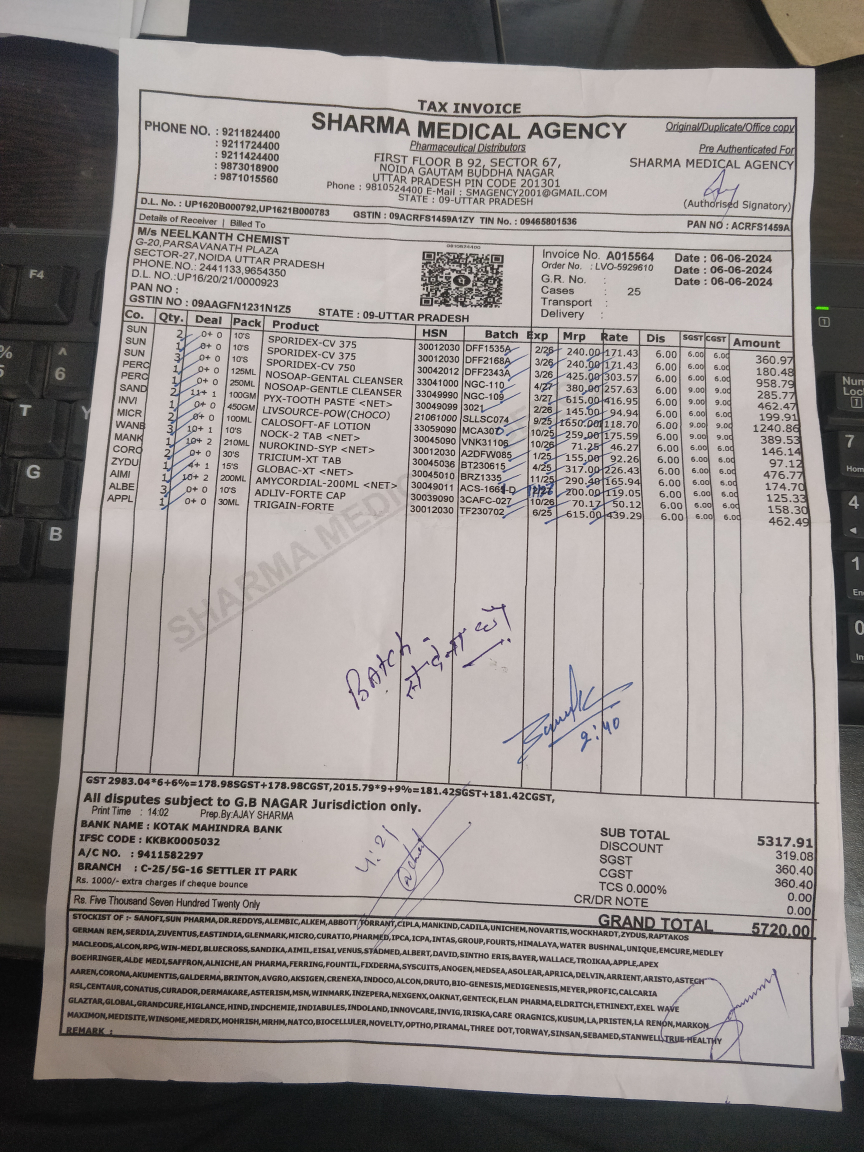 TAX INVOICE
Original/Duplicate/Office copy
PHONE NO. : 9211824400
: 9211724400
: 9211424400
: 9873018900
: 9871015560
SHARMA MEDICAL AGENCY
Pharmaceutical Distributors
FIRST FLOOR B 92, SECTOR 67,
NOIDA GAUTAM BUDDHA NAGAR
UTTAR PRADESH PIN CODE 201301
Phone : 9810524400 E-Mail : SMAGENCY2001@GMAIL.COM
STATE : 09-UTTAR PRADESH
Pre Authenticated For
SHARMA MEDICAL AGENCY
(Authorised Signatory)
D.L. No. : UP1620B000792,UP1621B000783 GSTIN : 09ACRFS1459A1ZY TIN No. : 09465801536 PAN NO : ACRFS1459A
Details of Receiver | Billed To
M/s NEELKANTH CHEMIST
G-20,PARSAVANATH PLAZA
SECTOR-27,NOIDA UTTAR PRADESH
PHONE.NO.: 2441133,9654350
D.L. NO.:UP16/20/21/0000923
PAN NO :
GSTIN NO : 09AAGFN1231N1Z5 STATE : 09-UTTAR PRADESH
Invoice No. A015564 Date : 06-06-2024
Order No. : LVO-5929610 Date : 06-06-2024
G.R. No. : Date : 06-06-2024
Cases : 25
Transport :
Delivery :
Co. Qty. Deal Pack Product HSN Batch Exp Mrp Rate Dis SGST CGST Amount
SUN 2 0+ 0 10'S SPORIDEX-CV 375 30012030 DFF1535A 2/26 240.00 171.43 6.00 6.00 6.00 360.97
SUN 1 0+ 0 10'S SPORIDEX-CV 375 30012030 DFF2168A 3/26 240.00 171.43 6.00 6.00 6.00 180.48
SUN 3 0+ 0 10'S SPORIDEX-CV 750 30042012 DFF2343A 3/26 425.00 303.57 6.00 6.00 6.00 958.79
PERC 1 0+ 0 125ML NOSOAP-GENTAL CLEANSER 33041000 NGC-110 4/27 380.00 257.63 6.00 9.00 9.00 285.77
PERC 1 0+ 0 250ML NOSOAP-GENTLE CLEANSER 33049990 NGC-109 3/27 615.00 416.95 6.00 9.00 9.00 462.47
SAND 2 11+ 1 100GM PYX-TOOTH PASTE <NET> 30049099 3021 2/26 145.00 94.94 6.00 6.00 6.00 199.91
INVI 1 0+ 0 450GM LIVSOURCE-POW(CHOCO) 21061000 SLLSC074 9/25 1650.00 1118.70 6.00 9.00 9.00 1240.86
MICR 2 0+ 0 100ML CALOSOFT-AF LOTION 33059090 10/25 259.00 175.59 6.00 9.00 9.00 389.53
WANB 3 10+ 1 10'S NOCK-2 TAB <NET> 30045090 VNK31106 10/26 71.25 46.27 6.00 6.00 6.00 146.14
MANK 1 10+ 2 210ML NUROKIND-SYP <NET> 30012030 A2DFW085 1/25 155.00 92.26 6.00 6.00 6.00 97.12
CORO 2 0+ 0 30'S TRICIUM-XT TAB 30045036 BT230615 4/25 317.00 226.43 6.00 6.00 6.00 476.77
ZYDU 1 4+ 1 15'S GLOBAC-XT <NET> 30045010 BRZ1335 11/25 290.40 165.94 6.00 6.00 6.00 174.70
AIMI 1 10+ 2 200ML AMYCORDIAL-200ML <NET> 30049011 200.00 119.05 6.00 6.00 6.00 125.33
ALBE 3 0+ 0 10'S ADLIV-FORTE CAP 30039090 3CAFC-027 10/26 70.17 50.12 6.00 6.00 6.00 158.30
APPL 1 0+ 0 30ML TRIGAIN-FORTE 30012030 TF230702 6/25 615.00 439.29 6.00 6.00 6.00 462.49
Batch
2:40
GST 2983.04*6+6%=178.98SGST+178.98CGST,2015.79*9+9%=181.42SGST+181.42CGST,
All disputes subject to G.B NAGAR Jurisdiction only.
Print Time : 14:02 Prep.By:AJAY SHARMA
BANK NAME : KOTAK MAHINDRA BANK
IFSC CODE : KKBK0005032
A/C NO. : 9411582297
BRANCH : C-25/5G-16 SETTLER IT PARK
Rs. 1000/- extra charges if cheque bounce
4:21
SUB TOTAL 5317.91
DISCOUNT 319.08
SGST 360.40
CGST 360.40
TCS 0.000% 0.00
CR/DR NOTE 0.00
Rs. Five Thousand Seven Hundred Twenty Only
GRAND TOTAL 5720.00
STOCKIST OF :- SANOFI,SUN PHARMA,DR.REDDYS,ALEMBIC,ALKEM,ABBOTT,TORRANT,CIPLA,MANKIND,CADILA,UNICHEM,NOVARTIS,WOCKHARDT,ZYDUS,RAPTAKOS
GERMAN REM,SERDIA,ZUVENTUS,EASTINDIA,GLENMARK,MICRO,CURATIO,PHARMED,IPCA,ICPA,INTAS,GROUP,FOURTS,HIMALAYA,WATER BUSHNAL,UNIQUE,EMCURE,MEDLEY
MACLEODS,ALCON,RPG,WIN-MEDI,BLUECROSS,SANDIKA,AIMIL,EISAI,VENUS,STADMED,ALBERT,DAVID,SINTHO ERIS,BAYER,WALLACE,TROIKAA,APPLE,APEX
BOEHRINGER,ALDE MEDI,SAFFRON,ALNICHE,AN PHARMA,FERRING,FOUNTIL,FIXDERMA,SYSCUITS,ANOGEN,MEDSEA,ASOLEAR,APRICA,DELVIN,ARRIENT,ARISTO,ASTECH
AAREN,CORONA,AKUMENTIS,GALDERMA,BRINTON,AVGRO,AKSIGEN,CRENEXA,INDOCO,ALCON,DRUTO,BIO-GENESIS,MEDIGENESIS,MEYER,PROFIC,CALCARIA
RSL,CENTAUR,CONATUS,CURADOR,DERMAKARE,ASTERISM,MSN,WINMARK,INZEPERA,NEXGENX,OAKNAT,GENTECK,ELAN PHARMA,ELDRITCH,ETHINEXT,EXEL WAVE
GLAZTAR,GLOBAL,GRANDCURE,HIGLANCE,HIND,INDCHEMIE,INDIABULES,INDOLAND,INNOVCARE,INVIG,IRISKA,CARE ORAGNICS,KUSUM,LA,PRISTEN,LA RENON,MARKON
MAXIMON,MEDISITE,WINSOME,MEDRIX,MOHRISH,MRHM,NATCO,BIOCELLULER,NOVELTY,OPTHO,PIRAMAL,THREE DOT,TORWAY,SINSAN,SEBAMED,STANWELL,TRUE HEALTHY
REMARK :